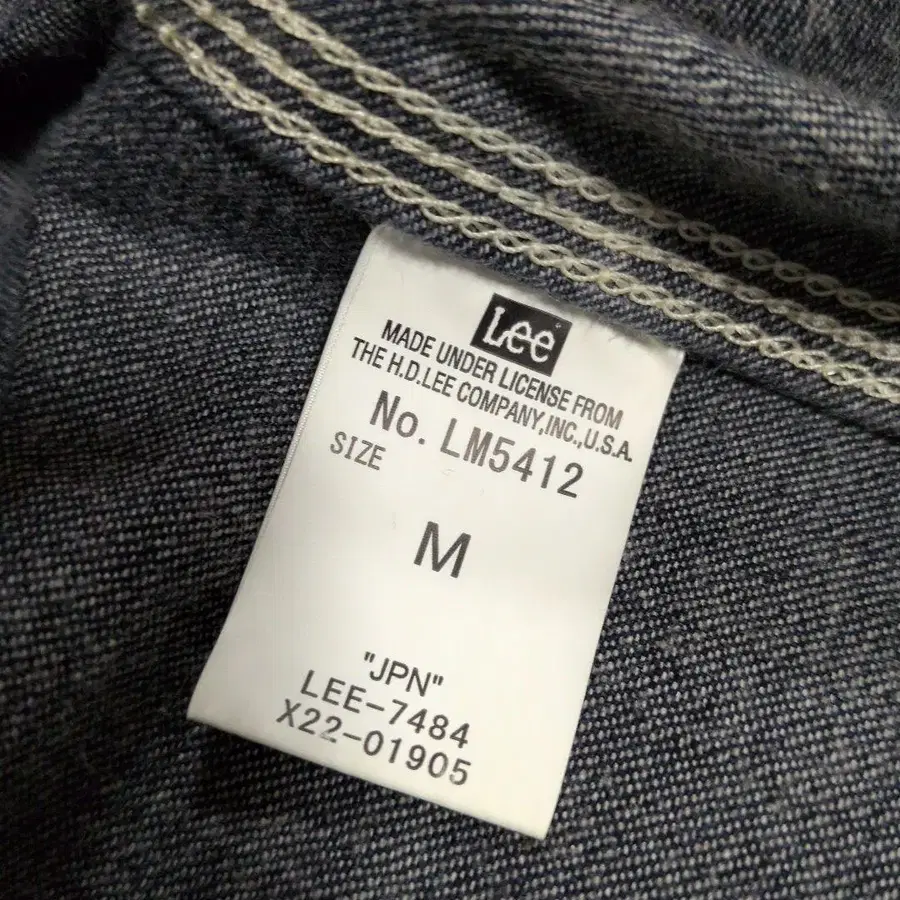 Lee
MADE UNDER LICENSE FROM
THE H.D.LEE COMPANY,INC.,U.S.A.
No. LM5412
SIZE
M
"JPN"
LEE-7484
X22-01905